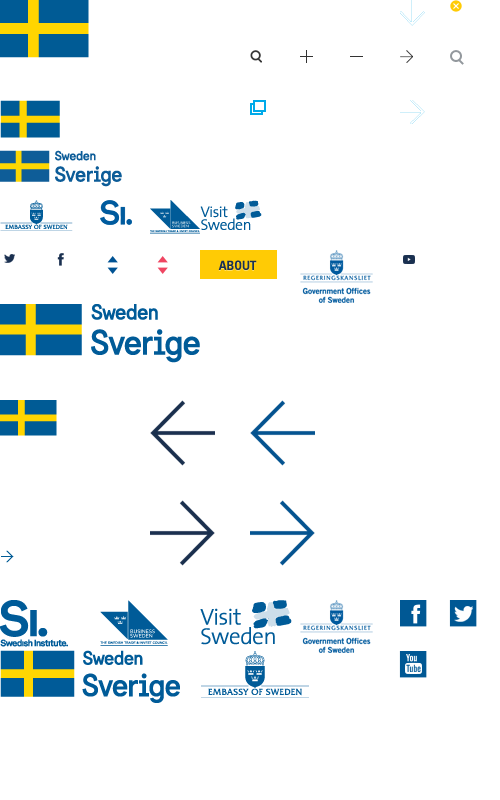 Sweden
Sverige
EMBASSY OF SWEDEN
SI.
BUSINESS
SWEDEN
THE SWEDISH TRADE & INVEST COUNCIL
Visit
Sweden
ABOUT
REGERINGSKANSLIET
Government Offices
of Sweden
Sweden
Sverige
SI.
Swedish Institute.
BUSINESS
SWEDEN
THE SWEDISH TRADE & INVEST COUNCIL
Visit
Sweden
REGERINGSKANSLIET
Government Offices
of Sweden
f
Sweden
Sverige
EMBASSY OF SWEDEN
You
Tube